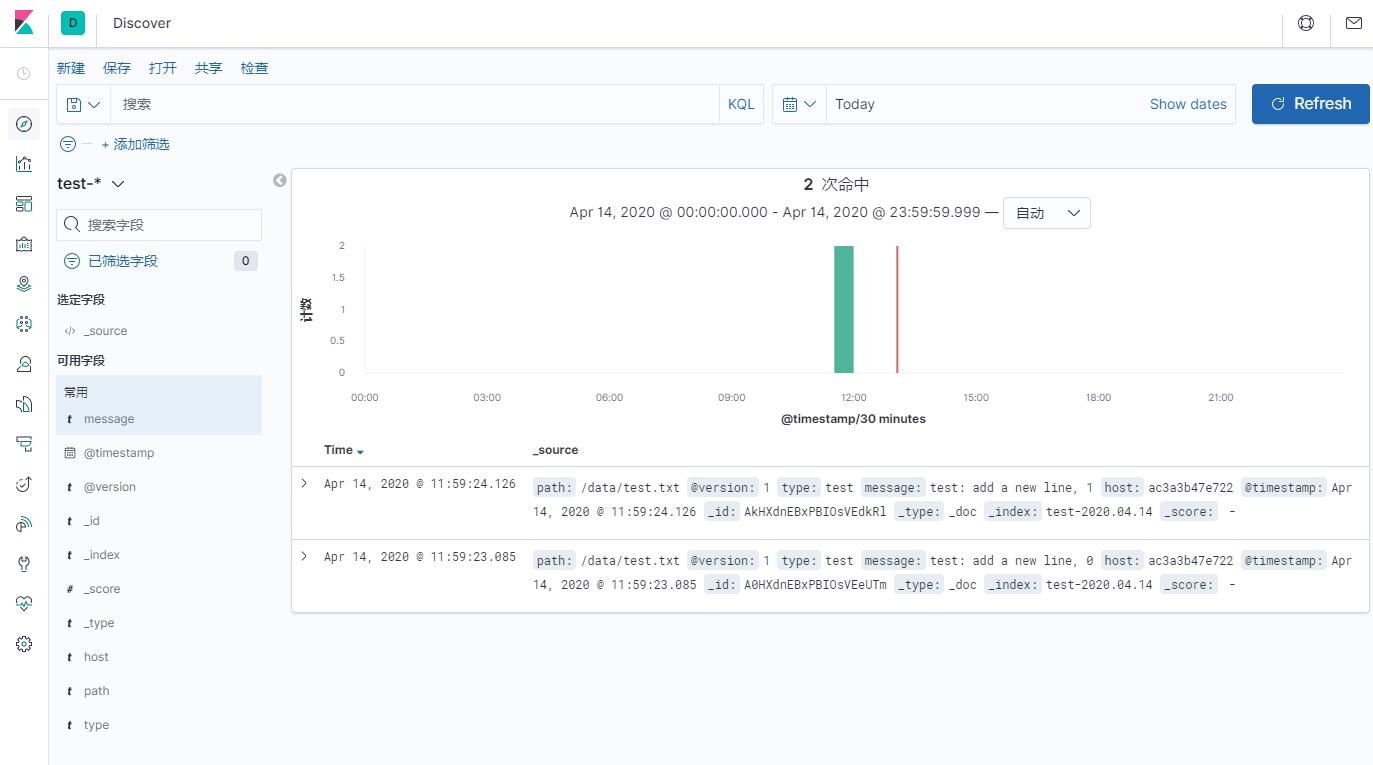 D Discover
新建 保存 打开 共享 检查
搜索 KQL Today Show dates Refresh
+ 添加筛选
test-*
搜索字段
已筛选字段 0
选定字段
_source
可用字段
常用
t message
@timestamp
t @version
t _id
t _index
# _score
t _type
t host
t path
t type
2 次命中
Apr 14, 2020 @ 00:00:00.000 - Apr 14, 2020 @ 23:59:59.999 — 自动
计数
2
1.5
1
0.5
0
00:00 03:00 06:00 09:00 12:00 15:00 18:00 21:00
@timestamp/30 minutes
Time _source
Apr 14, 2020 @ 11:59:24.126 path: /data/test.txt @version: 1 type: test message: test: add a new line, 1 host: ac3a3b47e722 @timestamp: Apr
14, 2020 @ 11:59:24.126 _id: AkHXdnEBxPBIOsVEdkRl _type: _doc _index: test-2020.04.14 _score: -
Apr 14, 2020 @ 11:59:23.085 path: /data/test.txt @version: 1 type: test message: test: add a new line, 0 host: ac3a3b47e722 @timestamp: Apr
14, 2020 @ 11:59:23.085 _id: A0HXdnEBxPBIOsVEeUTm _type: _doc _index: test-2020.04.14 _score: -